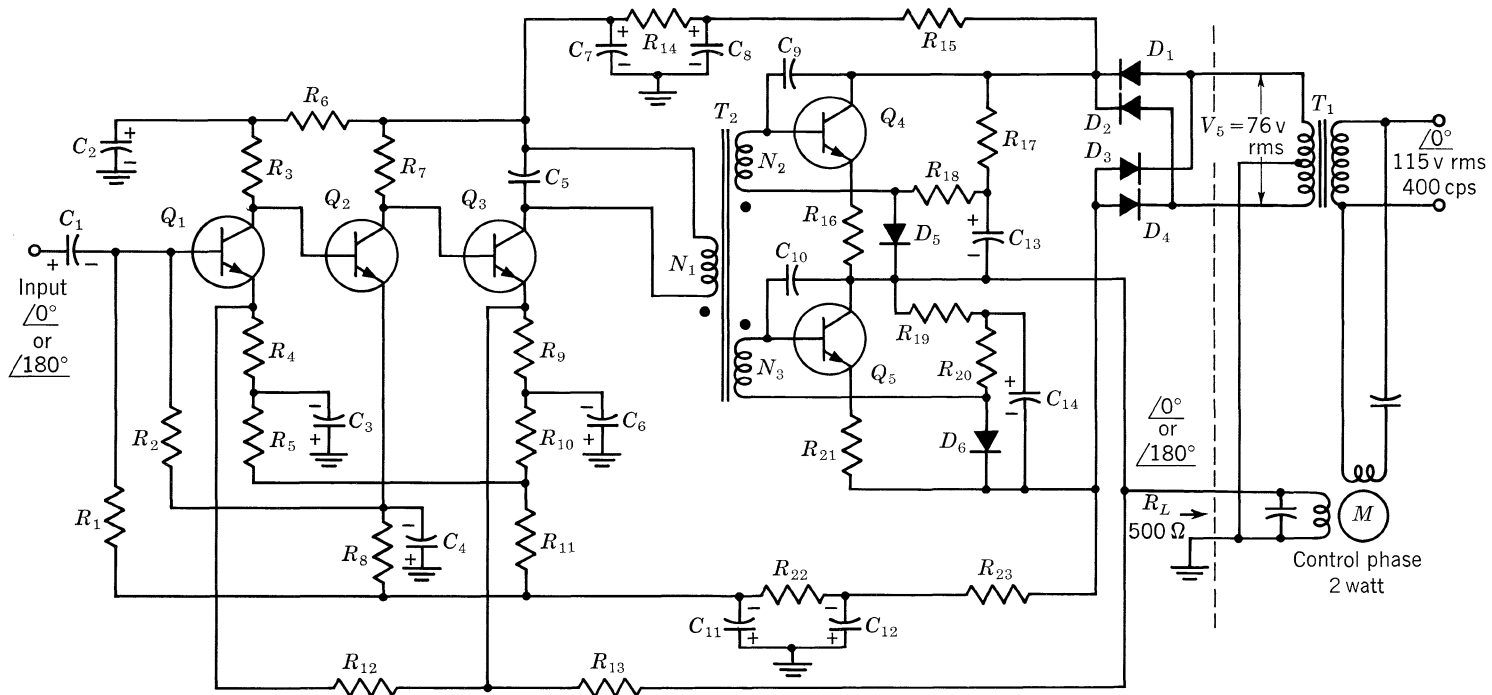 C7
+
-
R14
+
-
C8
R15
C9
D1
R6
C2
+
-
R3
R7
C5
T2
N2
Q4
R17
D2
D3
D4
V5 = 76 v
rms
T1
/0°
115 v rms
400 cps
C1
+
-
Q1
Q2
Q3
R18
R16
D5
+
-
C13
Input
/0°
or
/180°
N1
C10
R19
R4
R9
N3
Q5
R20
+
-
C14
R2
R5
-
+
C3
R10
-
+
C6
R21
D6
/0°
or
/180°
R1
R8
-
+
C4
R11
RL
500 Ω
M
Control phase
2 watt
R22
R23
C11
-
+
-
+
C12
R12
R13